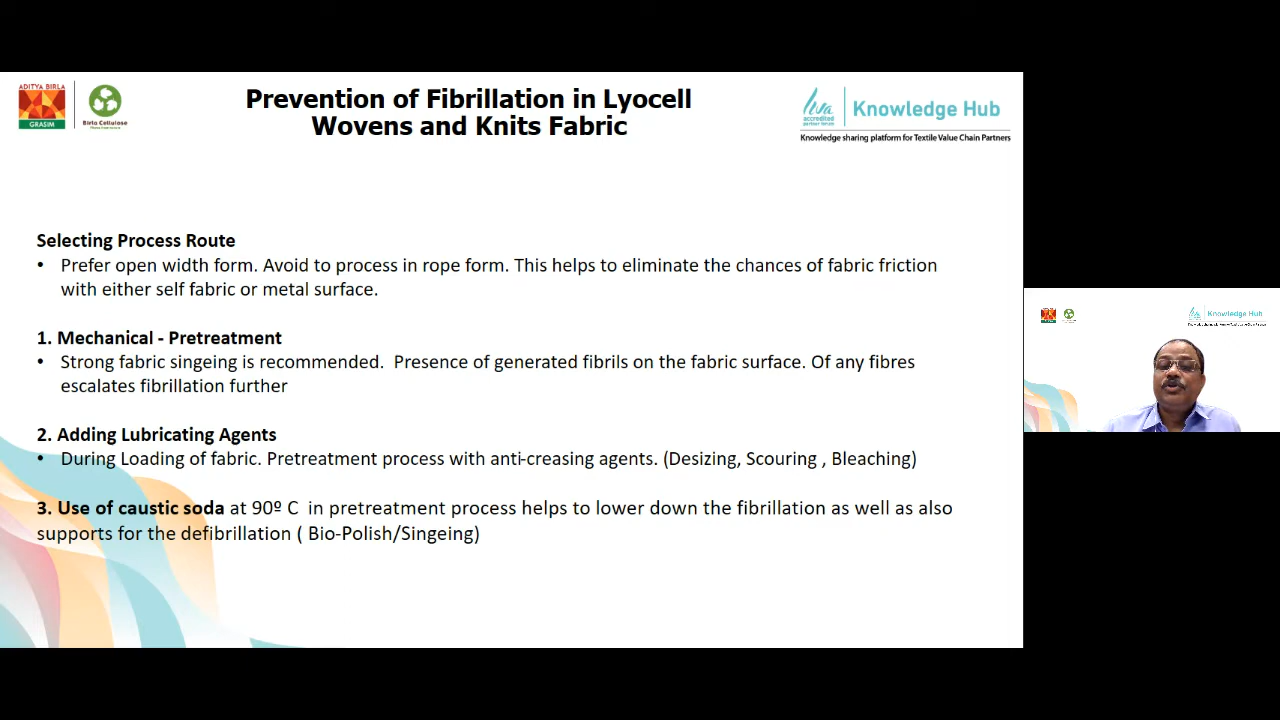 ADITYA BIRLA
GRASIM
Birla Cellulose
Prevention of Fibrillation in Lyocell
Wovens and Knits Fabric
Liva
accredited
partner forum
Knowledge Hub
Knowledge sharing platform for Textile Value Chain Partners
Selecting Process Route
• Prefer open width form. Avoid to process in rope form. This helps to eliminate the chances of fabric friction
with either self fabric or metal surface.
1. Mechanical - Pretreatment
• Strong fabric singeing is recommended. Presence of generated fibrils on the fabric surface. Of any fibres
escalates fibrillation further
2. Adding Lubricating Agents
• During Loading of fabric. Pretreatment process with anti-creasing agents. (Desizing, Scouring , Bleaching)
3. Use of caustic soda at 90º C in pretreatment process helps to lower down the fibrillation as well as also
supports for the defibrillation ( Bio-Polish/Singeing)
Knowledge Hub